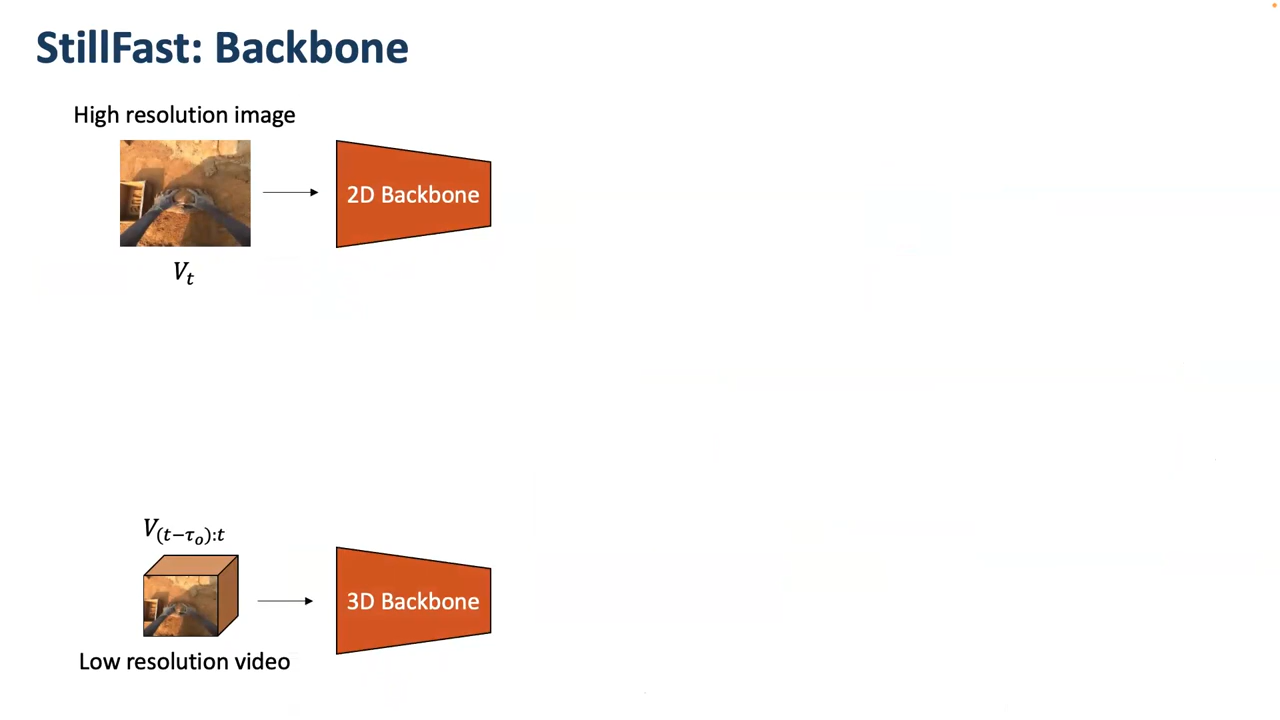 StillFast: Backbone
High resolution image
2D Backbone
V_t
V_{(t−τ_o):t}
3D Backbone
Low resolution video